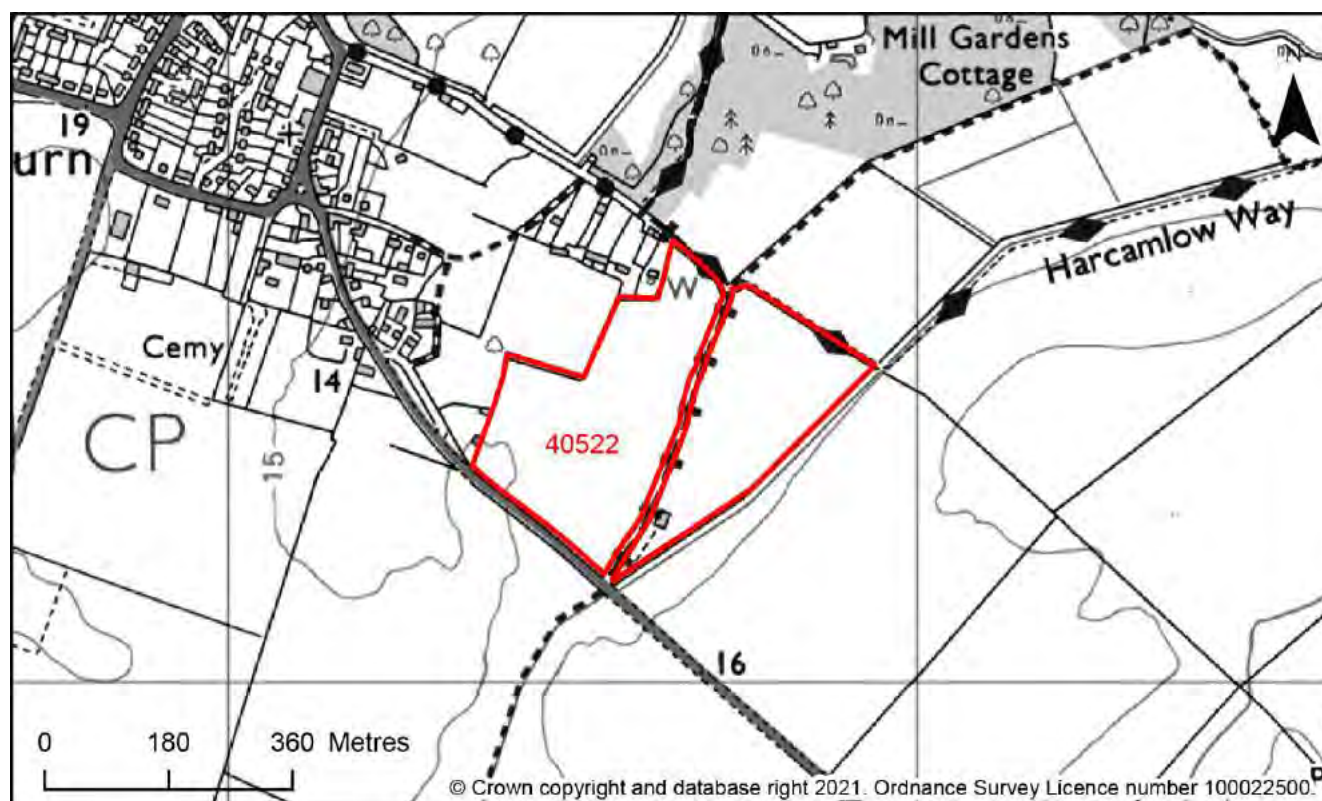 Mill Gardens
Cottage
N
19
urn
Harcamlow Way
W
Cemy
14
40522
CP
15
16
0 180 360 Metres
© Crown copyright and database right 2021. Ordnance Survey Licence number 100022500.